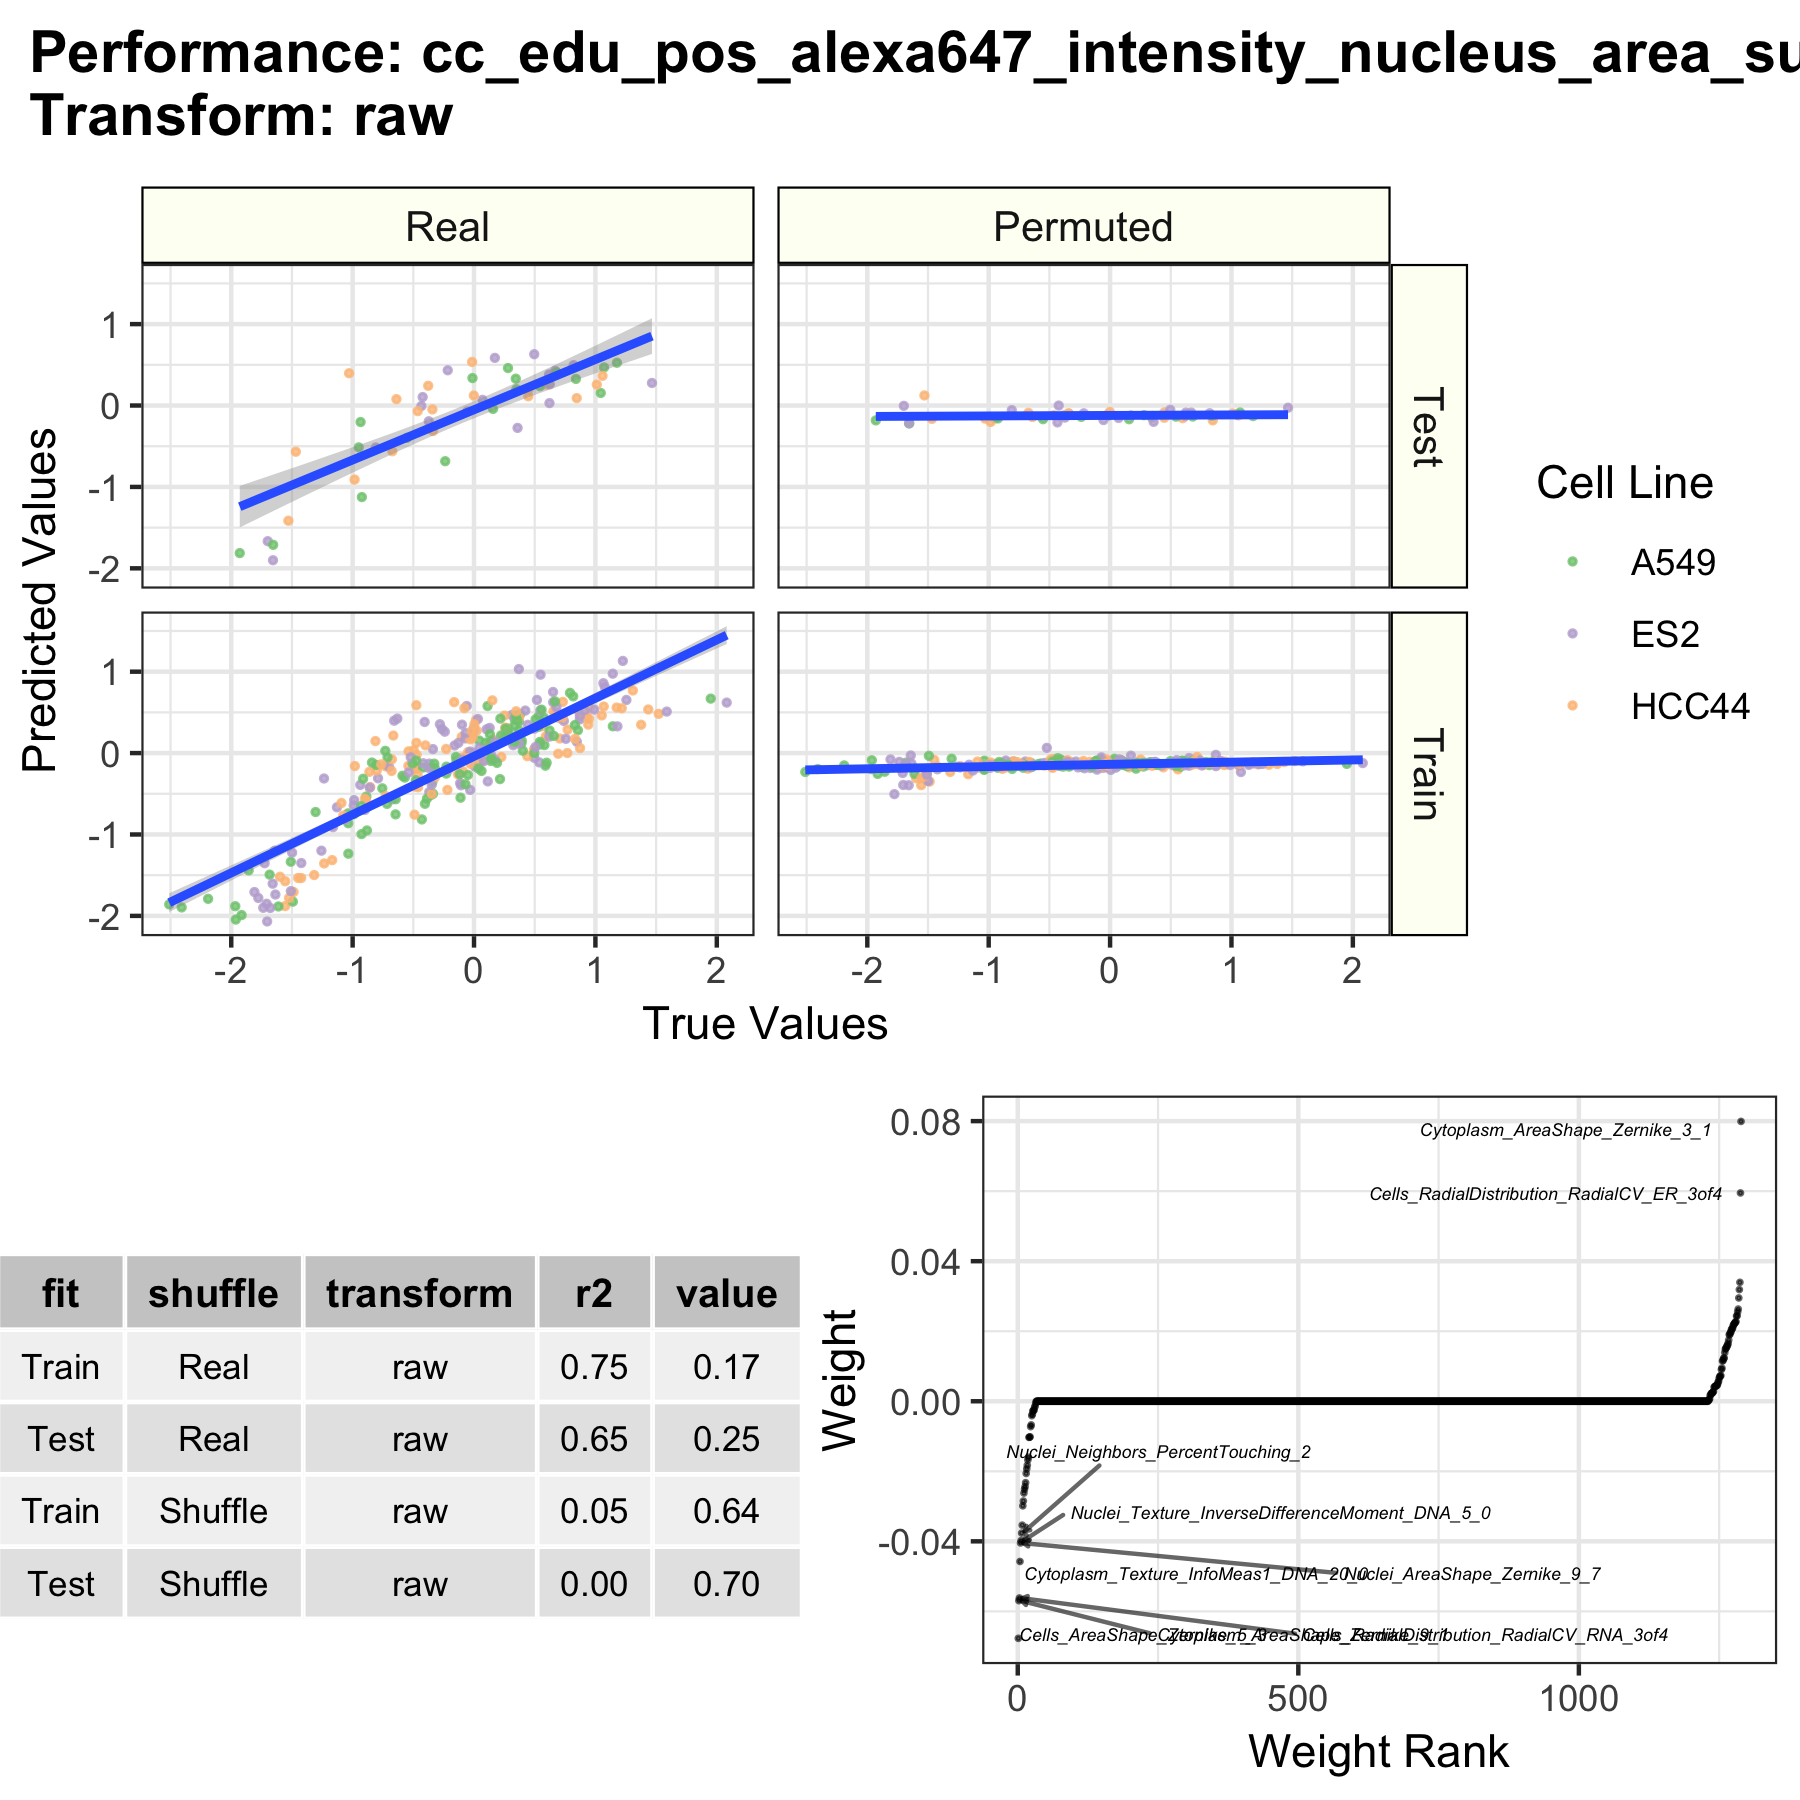 Performance: cc_edu_pos_alexa647_intensity_nucleus_area_su
Transform: raw
Real
Permuted
Test
Train
1
0
-1
-2
1
0
-1
-2
Predicted Values
-2
-1
0
1
2
-2
-1
0
1
2
True Values
Cell Line
A549
ES2
HCC44
fit shuffle transform r2 value
Train Real raw 0.75 0.17
Test Real raw 0.65 0.25
Train Shuffle raw 0.05 0.64
Test Shuffle raw 0.00 0.70
Weight
0.08
0.04
0.00
-0.04
Cytoplasm_AreaShape_Zernike_3_1
Cells_RadialDistribution_RadialCV_ER_3of4
Nuclei_Neighbors_PercentTouching_2
Nuclei_Texture_InverseDifferenceMoment_DNA_5_0
Cytoplasm_Texture_InfoMeas1_DNA_20_0
Nuclei_AreaShape_Zernike_9_7
Cells_AreaShape_Zernike_5_3
Cytoplasm_AreaShape_Zernike_9_1
Cells_RadialDistribution_RadialCV_RNA_3of4
0
500
1000
Weight Rank